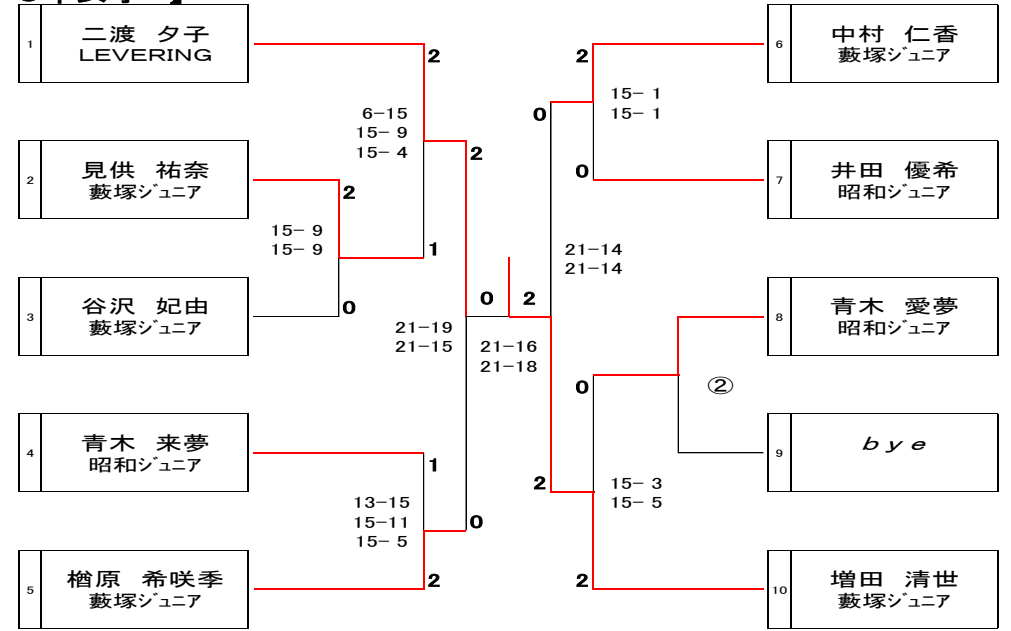 1
二渡 夕子
LEVERING
2
見供 祐奈
藪塚ジュニア
3
谷沢 妃由
藪塚ジュニア
4
青木 来夢
昭和ジュニア
5
楢原 希咲季
藪塚ジュニア
2
6-15
15- 9
15- 4
2
2
15- 9
15- 9
1
0
0 2
21-19
21-15
21-16
21-18
1
13-15
15-11
15- 5
0
2
2
15- 1
15- 1
0
0
21-14
21-14
0
②
2
15- 3
15- 5
2
6
中村 仁香
藪塚ジュニア
7
井田 優希
昭和ジュニア
8
青木 愛夢
昭和ジュニア
9
bye
10
増田 清世
藪塚ジュニア